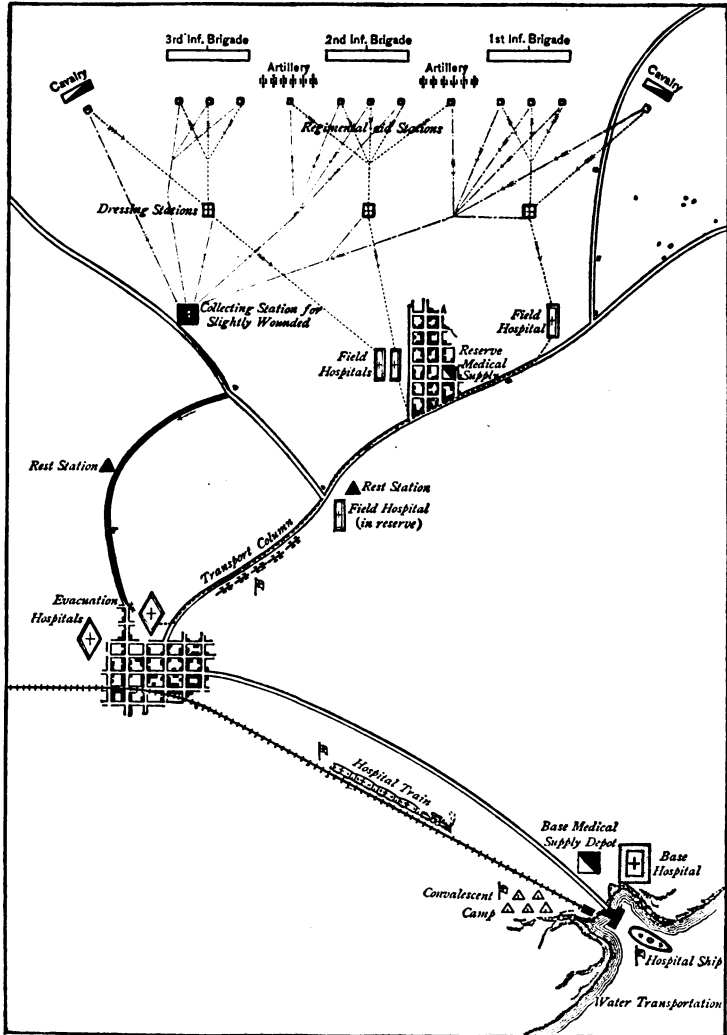 3rd Inf. Brigade
2nd Inf. Brigade
1st Inf. Brigade
Artillery
Artillery
Cavalry
Cavalry
Regimental aid Stations
Dressing Stations
Collecting Station for
Slightly Wounded
Field
Hospital
Field
Hospitals
Reserve
Medical
Supply
Rest Station
Rest Station
Field Hospital
(in reserve)
Transport Column
Evacuation
Hospitals
Hospital Train
Base Medical
Supply Depot
Base
Hospital
Convalescent
Camp
Hospital Ship
Water Transportation